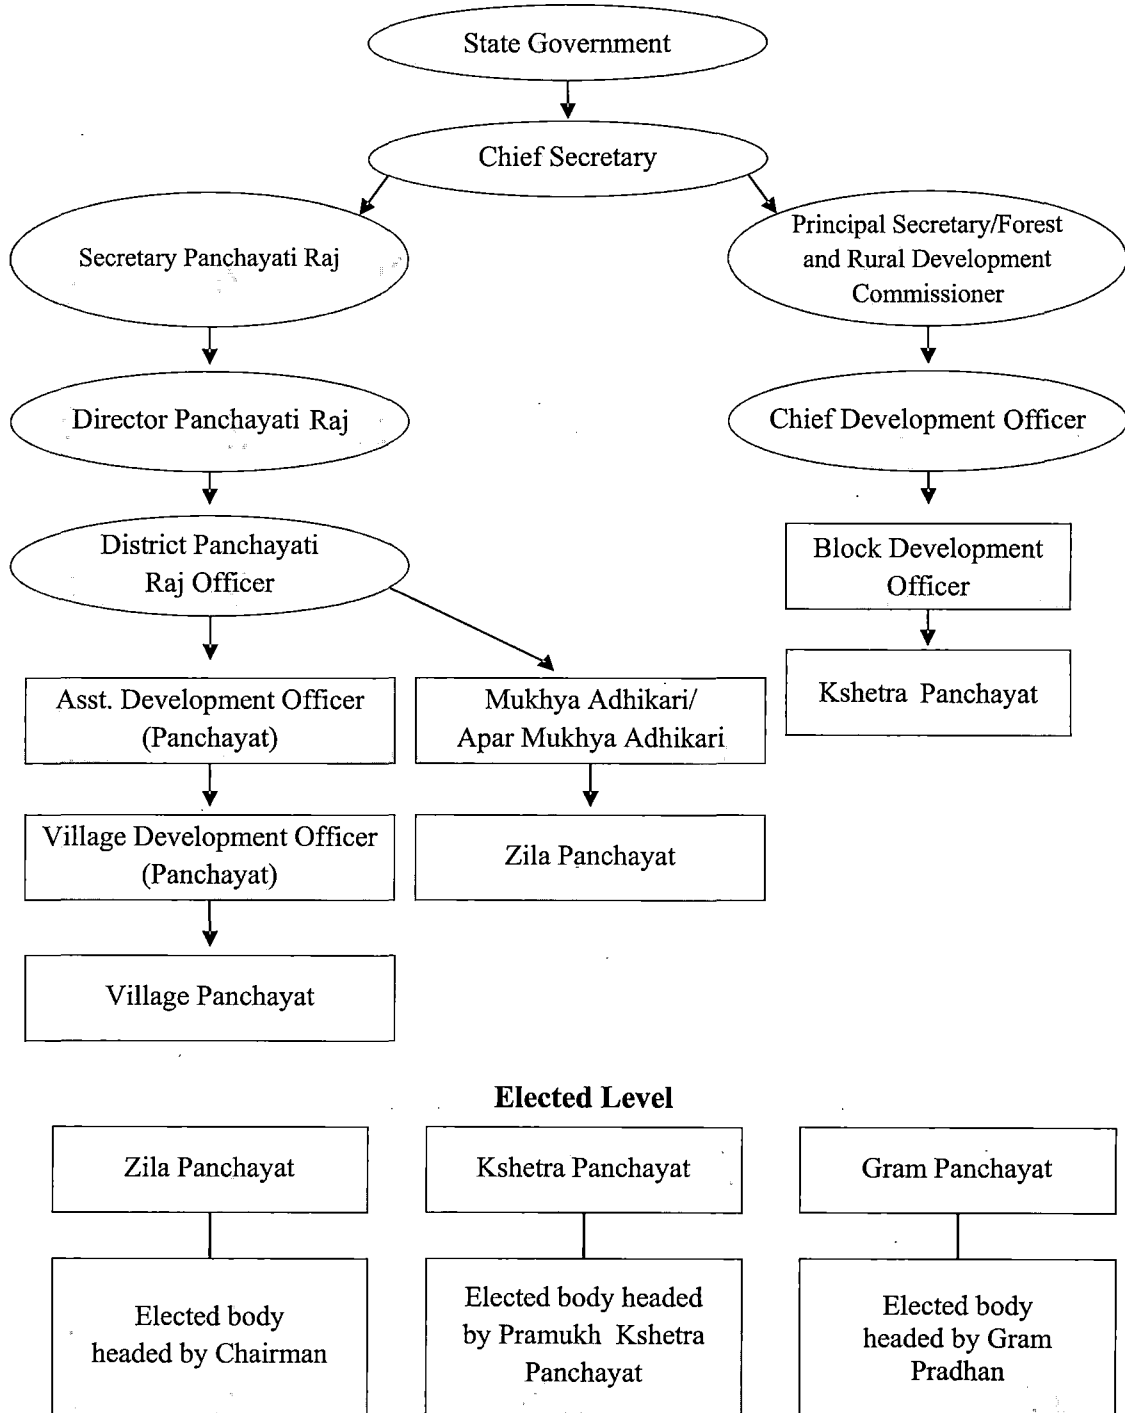 State Government
Chief Secretary
Secretary Panchayati Raj
Principal Secretary/Forest
and Rural Development
Commissioner
Director Panchayati Raj
Chief Development Officer
District Panchayati
Raj Officer
Block Development
Officer
Asst. Development Officer
(Panchayat)
Mukhya Adhikari/
Apar Mukhya Adhikari
Kshetra Panchayat
Village Development Officer
(Panchayat)
Zila Panchayat
Village Panchayat
Elected Level
Zila Panchayat
Kshetra Panchayat
Gram Panchayat
Elected body
headed by Chairman
Elected body headed
by Pramukh Kshetra
Panchayat
Elected body
headed by Gram
Pradhan